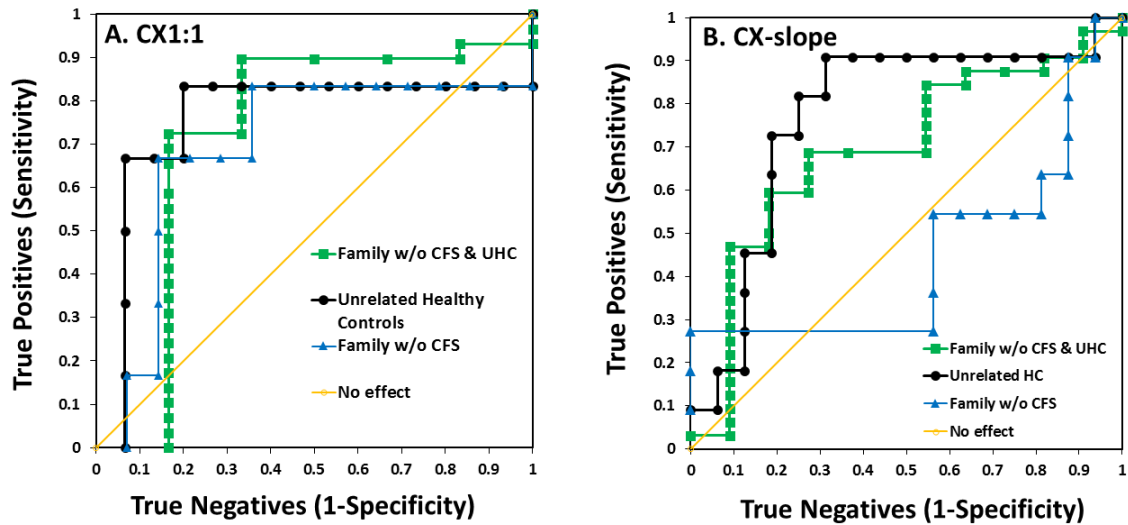 A. CX1:1
True Positives (Sensitivity)
1
0.9
0.8
0.7
0.6
0.5
0.4
0.3
0.2
0.1
0
Family w/o CFS & UHC
Unrelated Healthy
Controls
Family w/o CFS
No effect
0 0.1 0.2 0.3 0.4 0.5 0.6 0.7 0.8 0.9 1
True Negatives (1-Specificity)
B. CX-slope
True Positives (Sensitivity)
1
0.9
0.8
0.7
0.6
0.5
0.4
0.3
0.2
0.1
0
Family w/o CFS & UHC
Unrelated HC
Family w/o CFS
No effect
0 0.1 0.2 0.3 0.4 0.5 0.6 0.7 0.8 0.9 1
True Negatives (1-Specificity)